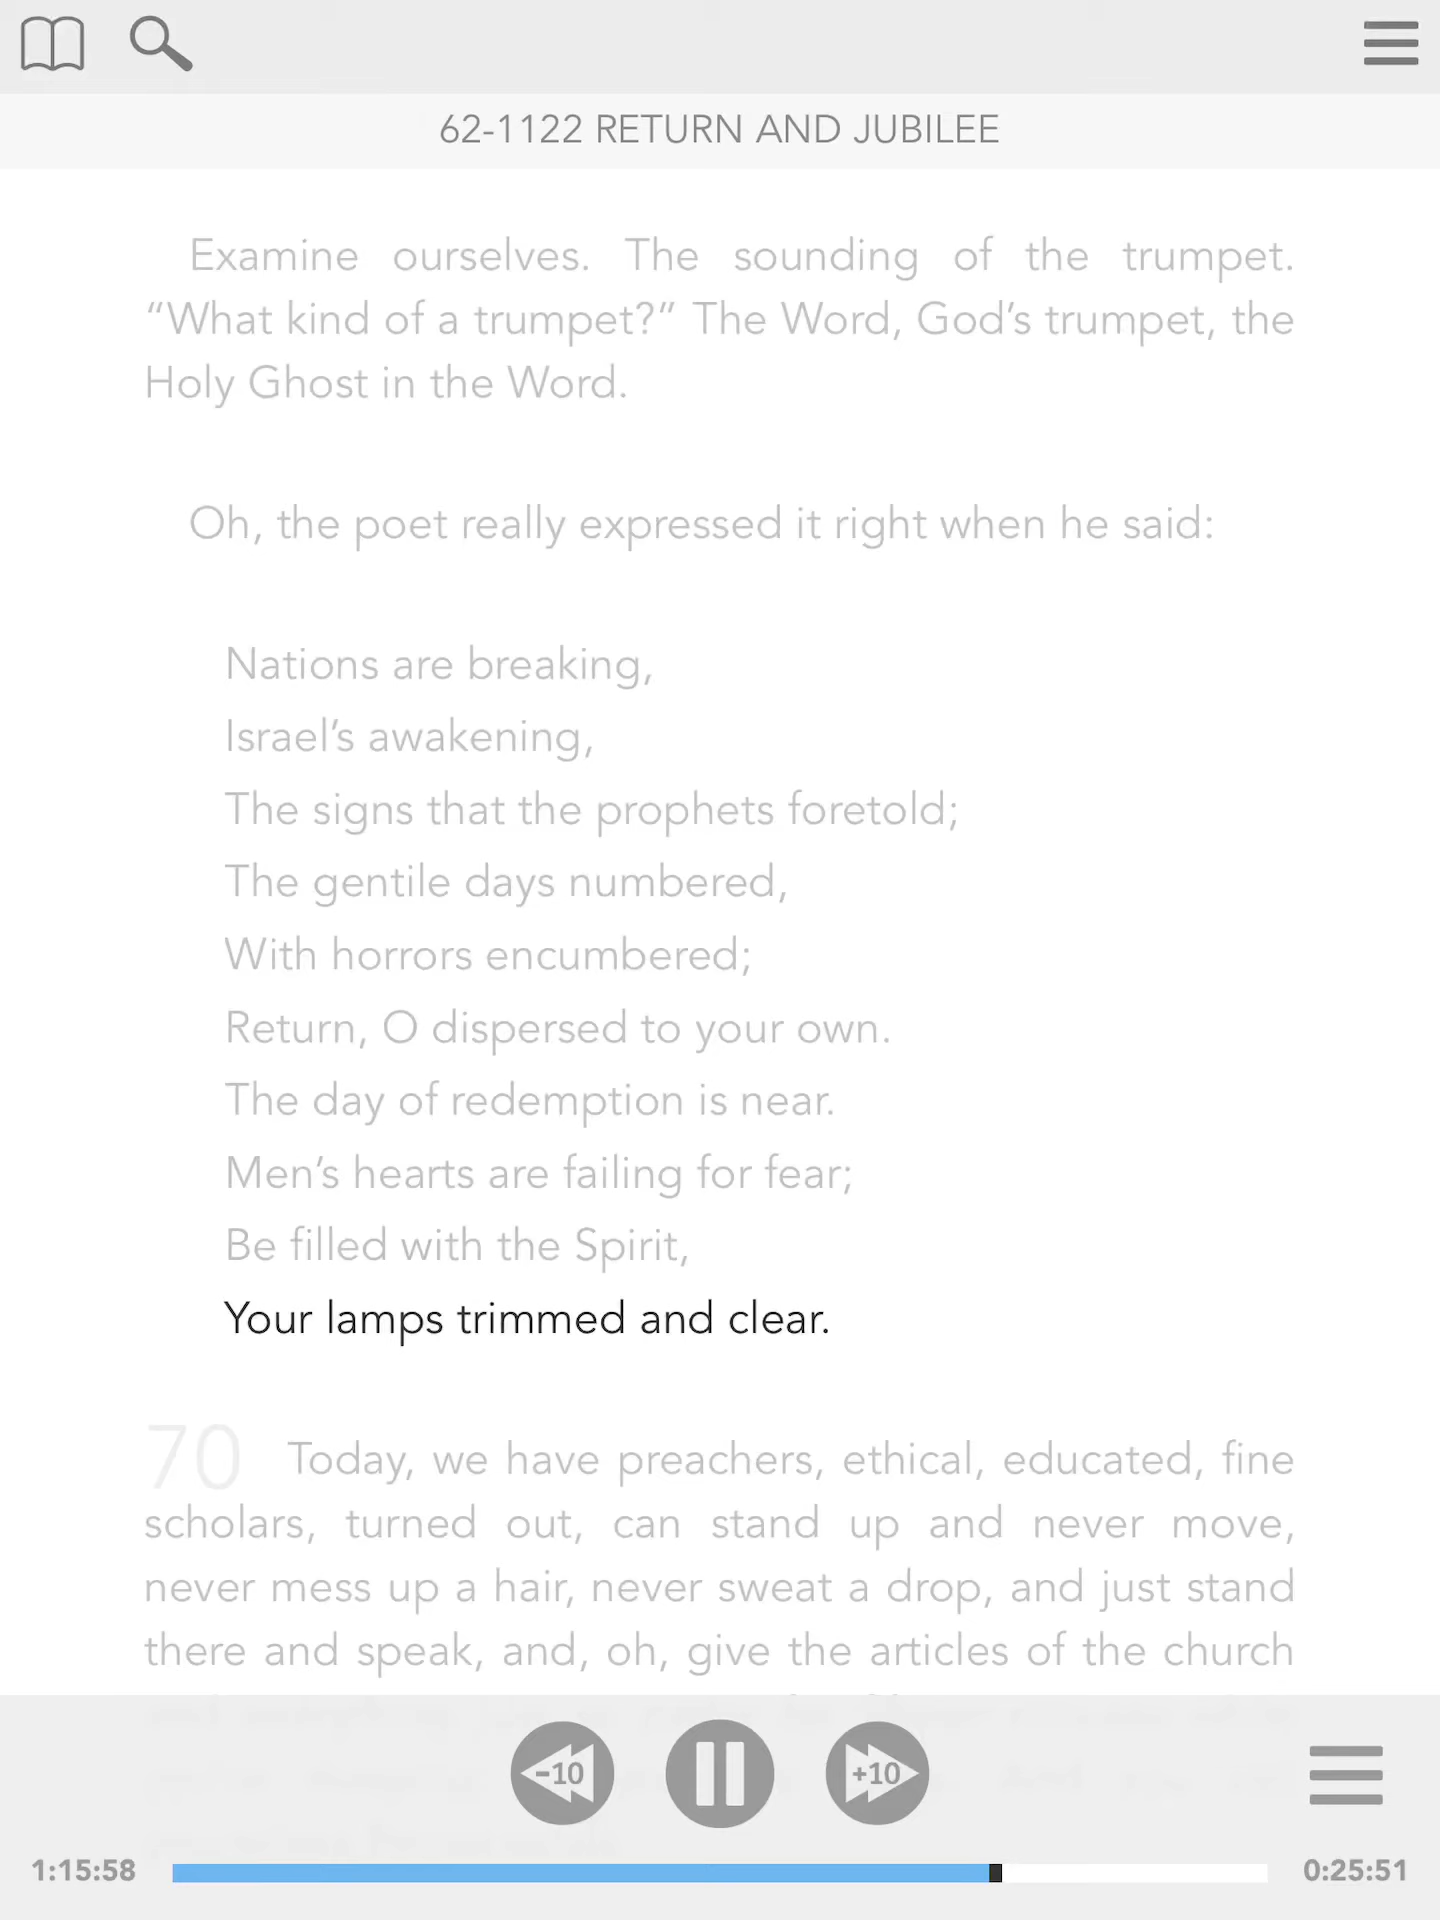 62-1122 RETURN AND JUBILEE
Examine ourselves. The sounding of the trumpet.
“What kind of a trumpet?” The Word, God’s trumpet, the
Holy Ghost in the Word.
Oh, the poet really expressed it right when he said:
Nations are breaking,
Israel’s awakening,
The signs that the prophets foretold;
The gentile days numbered,
With horrors encumbered;
Return, O dispersed to your own.
The day of redemption is near.
Men’s hearts are failing for fear;
Be filled with the Spirit,
Your lamps trimmed and clear.
70 Today, we have preachers, ethical, educated, fine
scholars, turned out, can stand up and never move,
never mess up a hair, never sweat a drop, and just stand
there and speak, and, oh, give the articles of the church
-10 +10
1:15:58 0:25:51